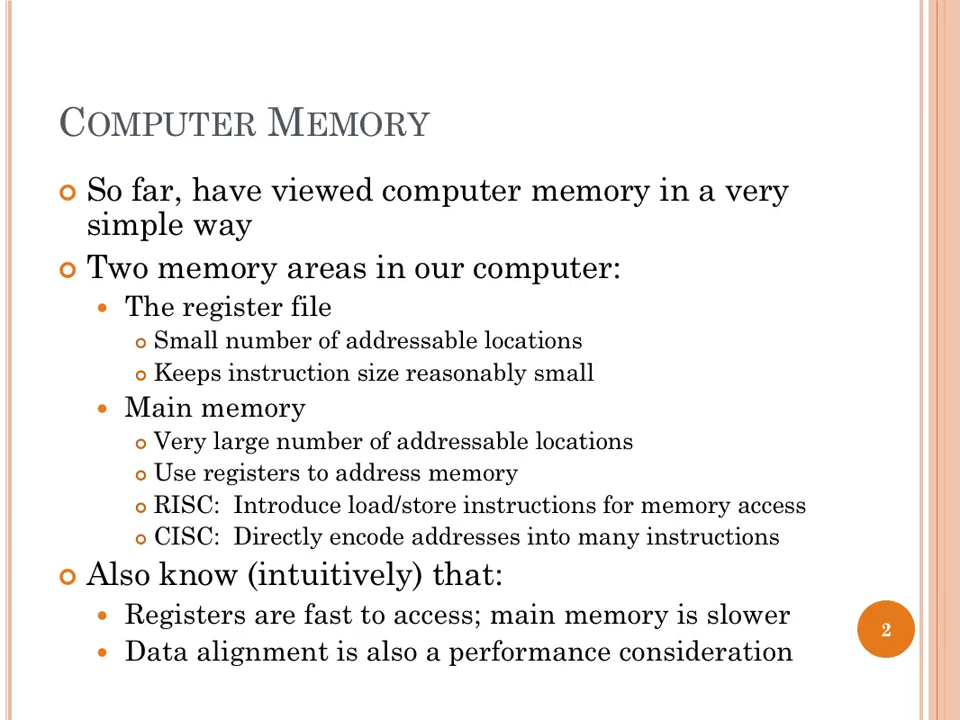 COMPUTER MEMORY
So far, have viewed computer memory in a very
simple way
Two memory areas in our computer:
The register file
Small number of addressable locations
Keeps instruction size reasonably small
Main memory
Very large number of addressable locations
Use registers to address memory
RISC: Introduce load/store instructions for memory access
CISC: Directly encode addresses into many instructions
Also know (intuitively) that:
Registers are fast to access; main memory is slower
Data alignment is also a performance consideration
2